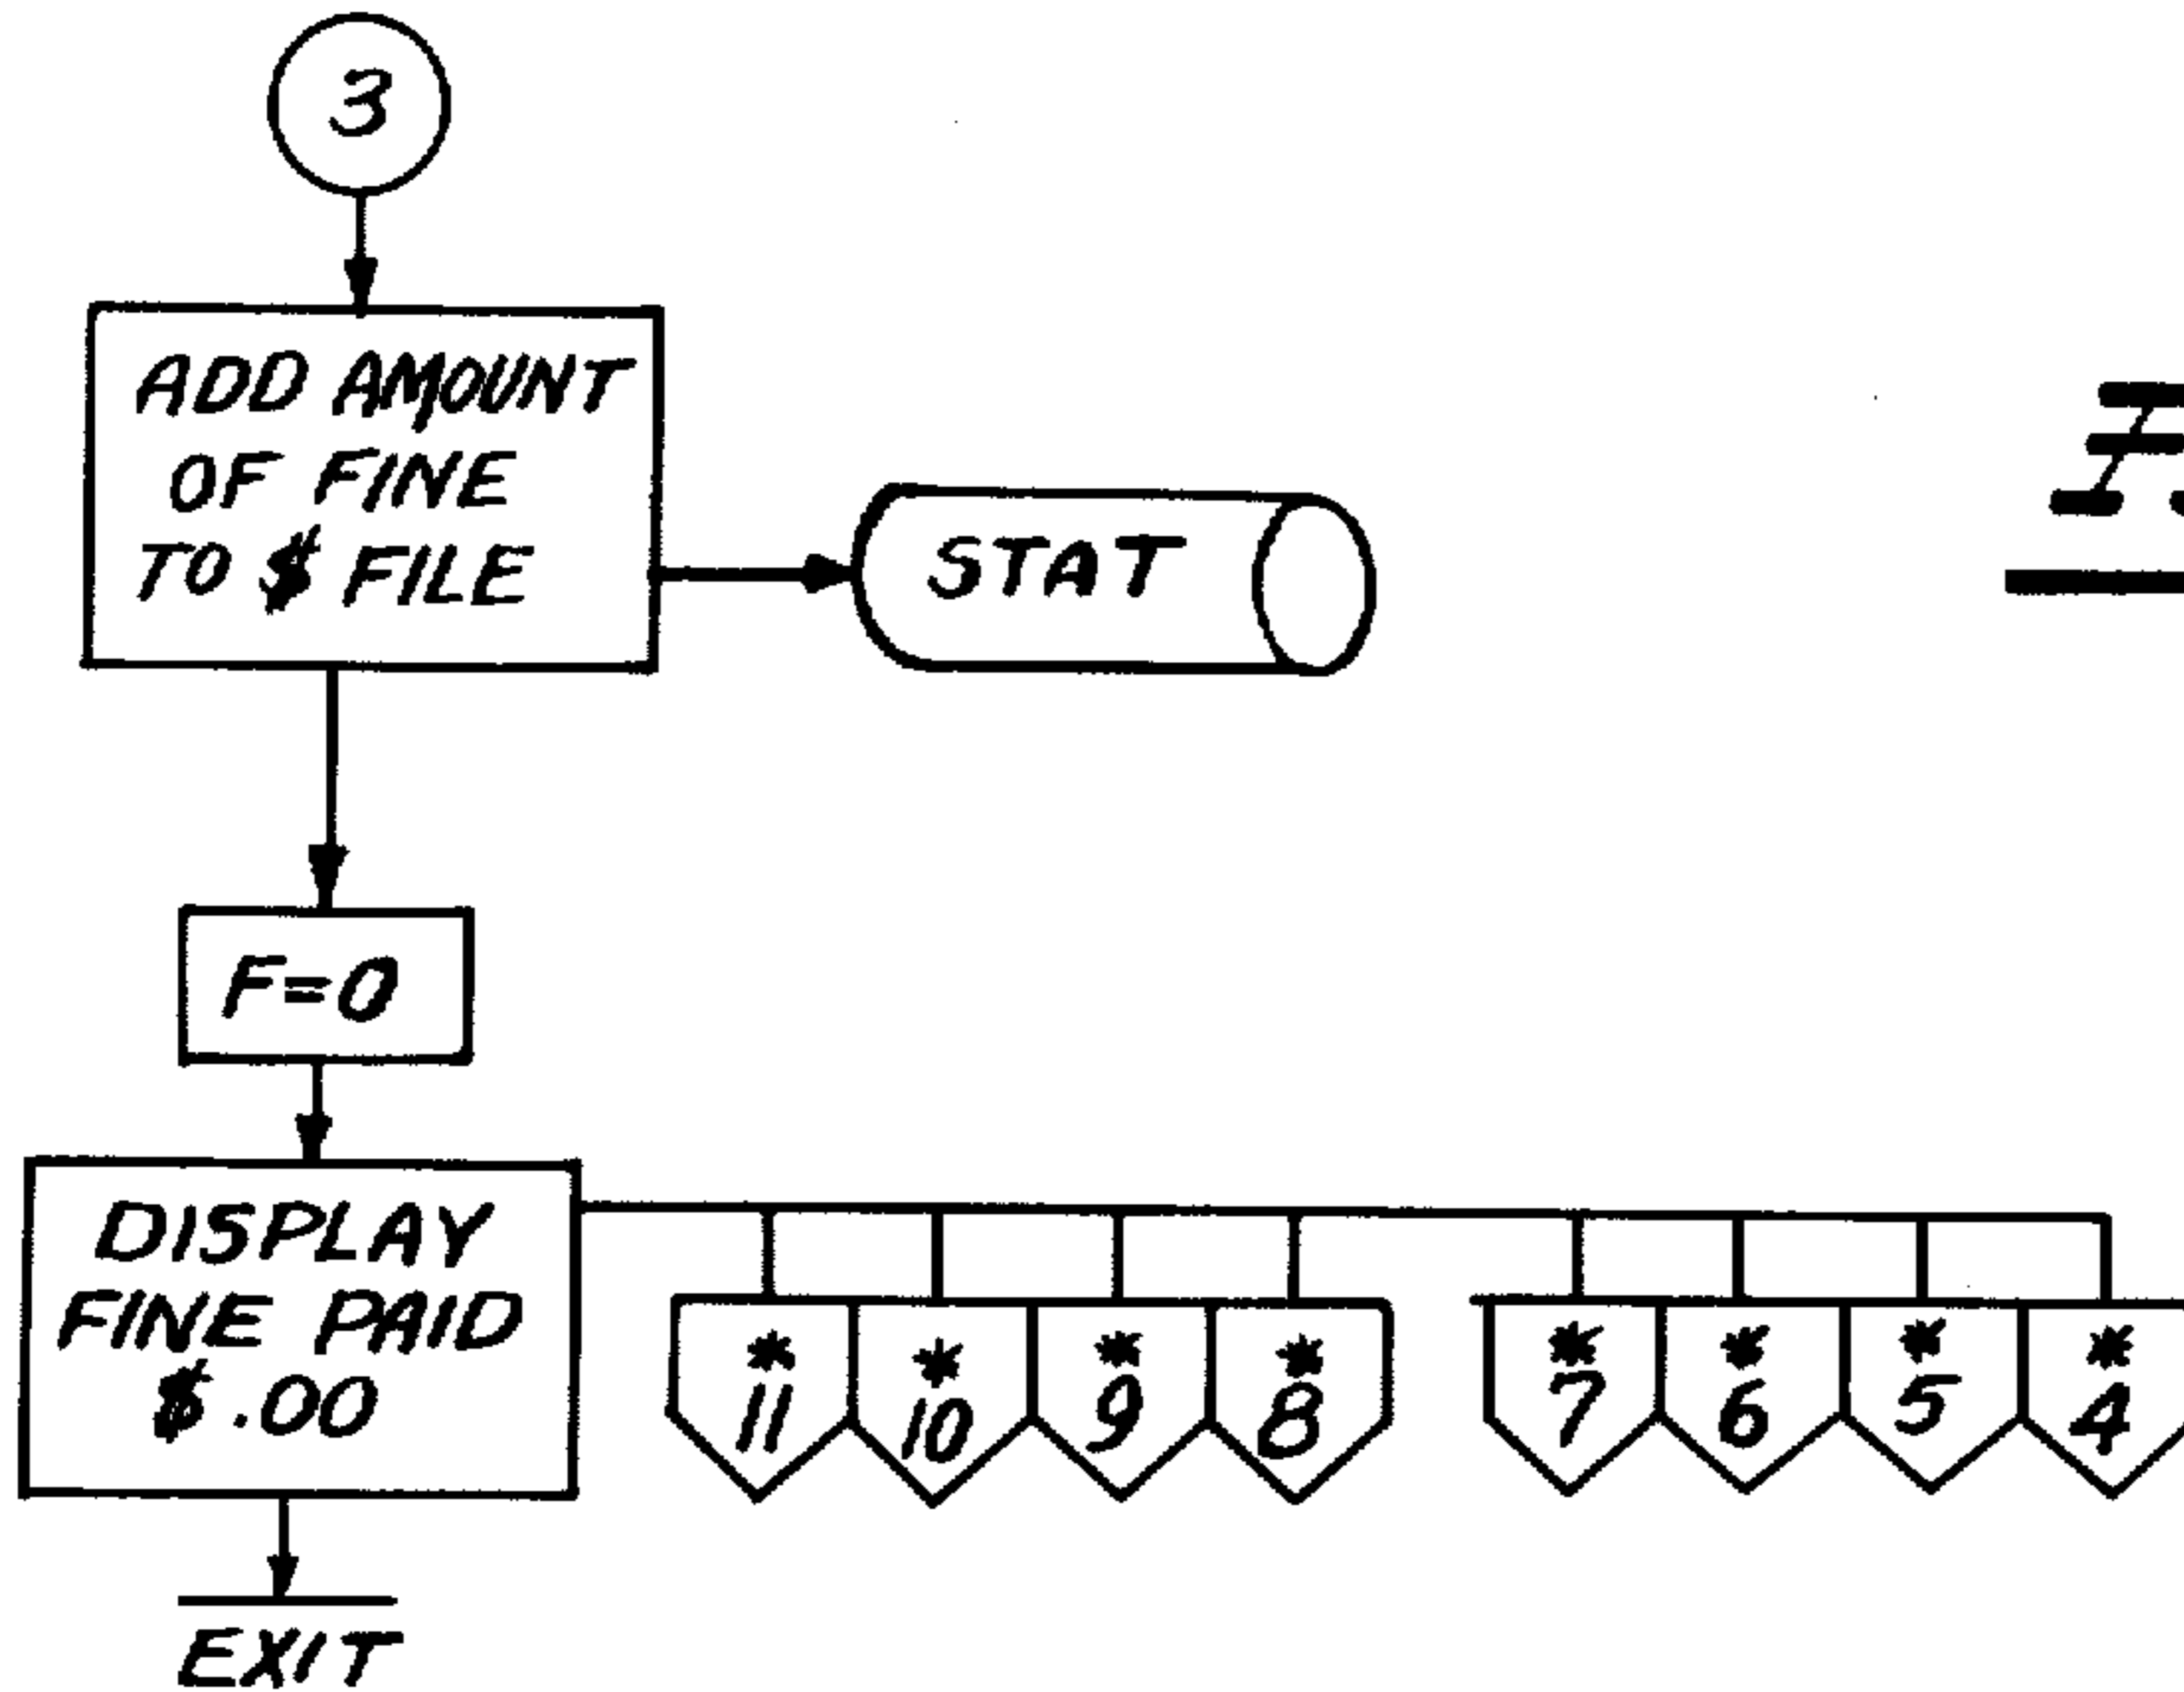 3
ADD AMOUNT
OF FINE
TO $ FILE
STAT
F=0
DISPLAY
FINE PAID
$.00
* * * * * * * *
11 10 9 8 7 6 5 4
EXIT